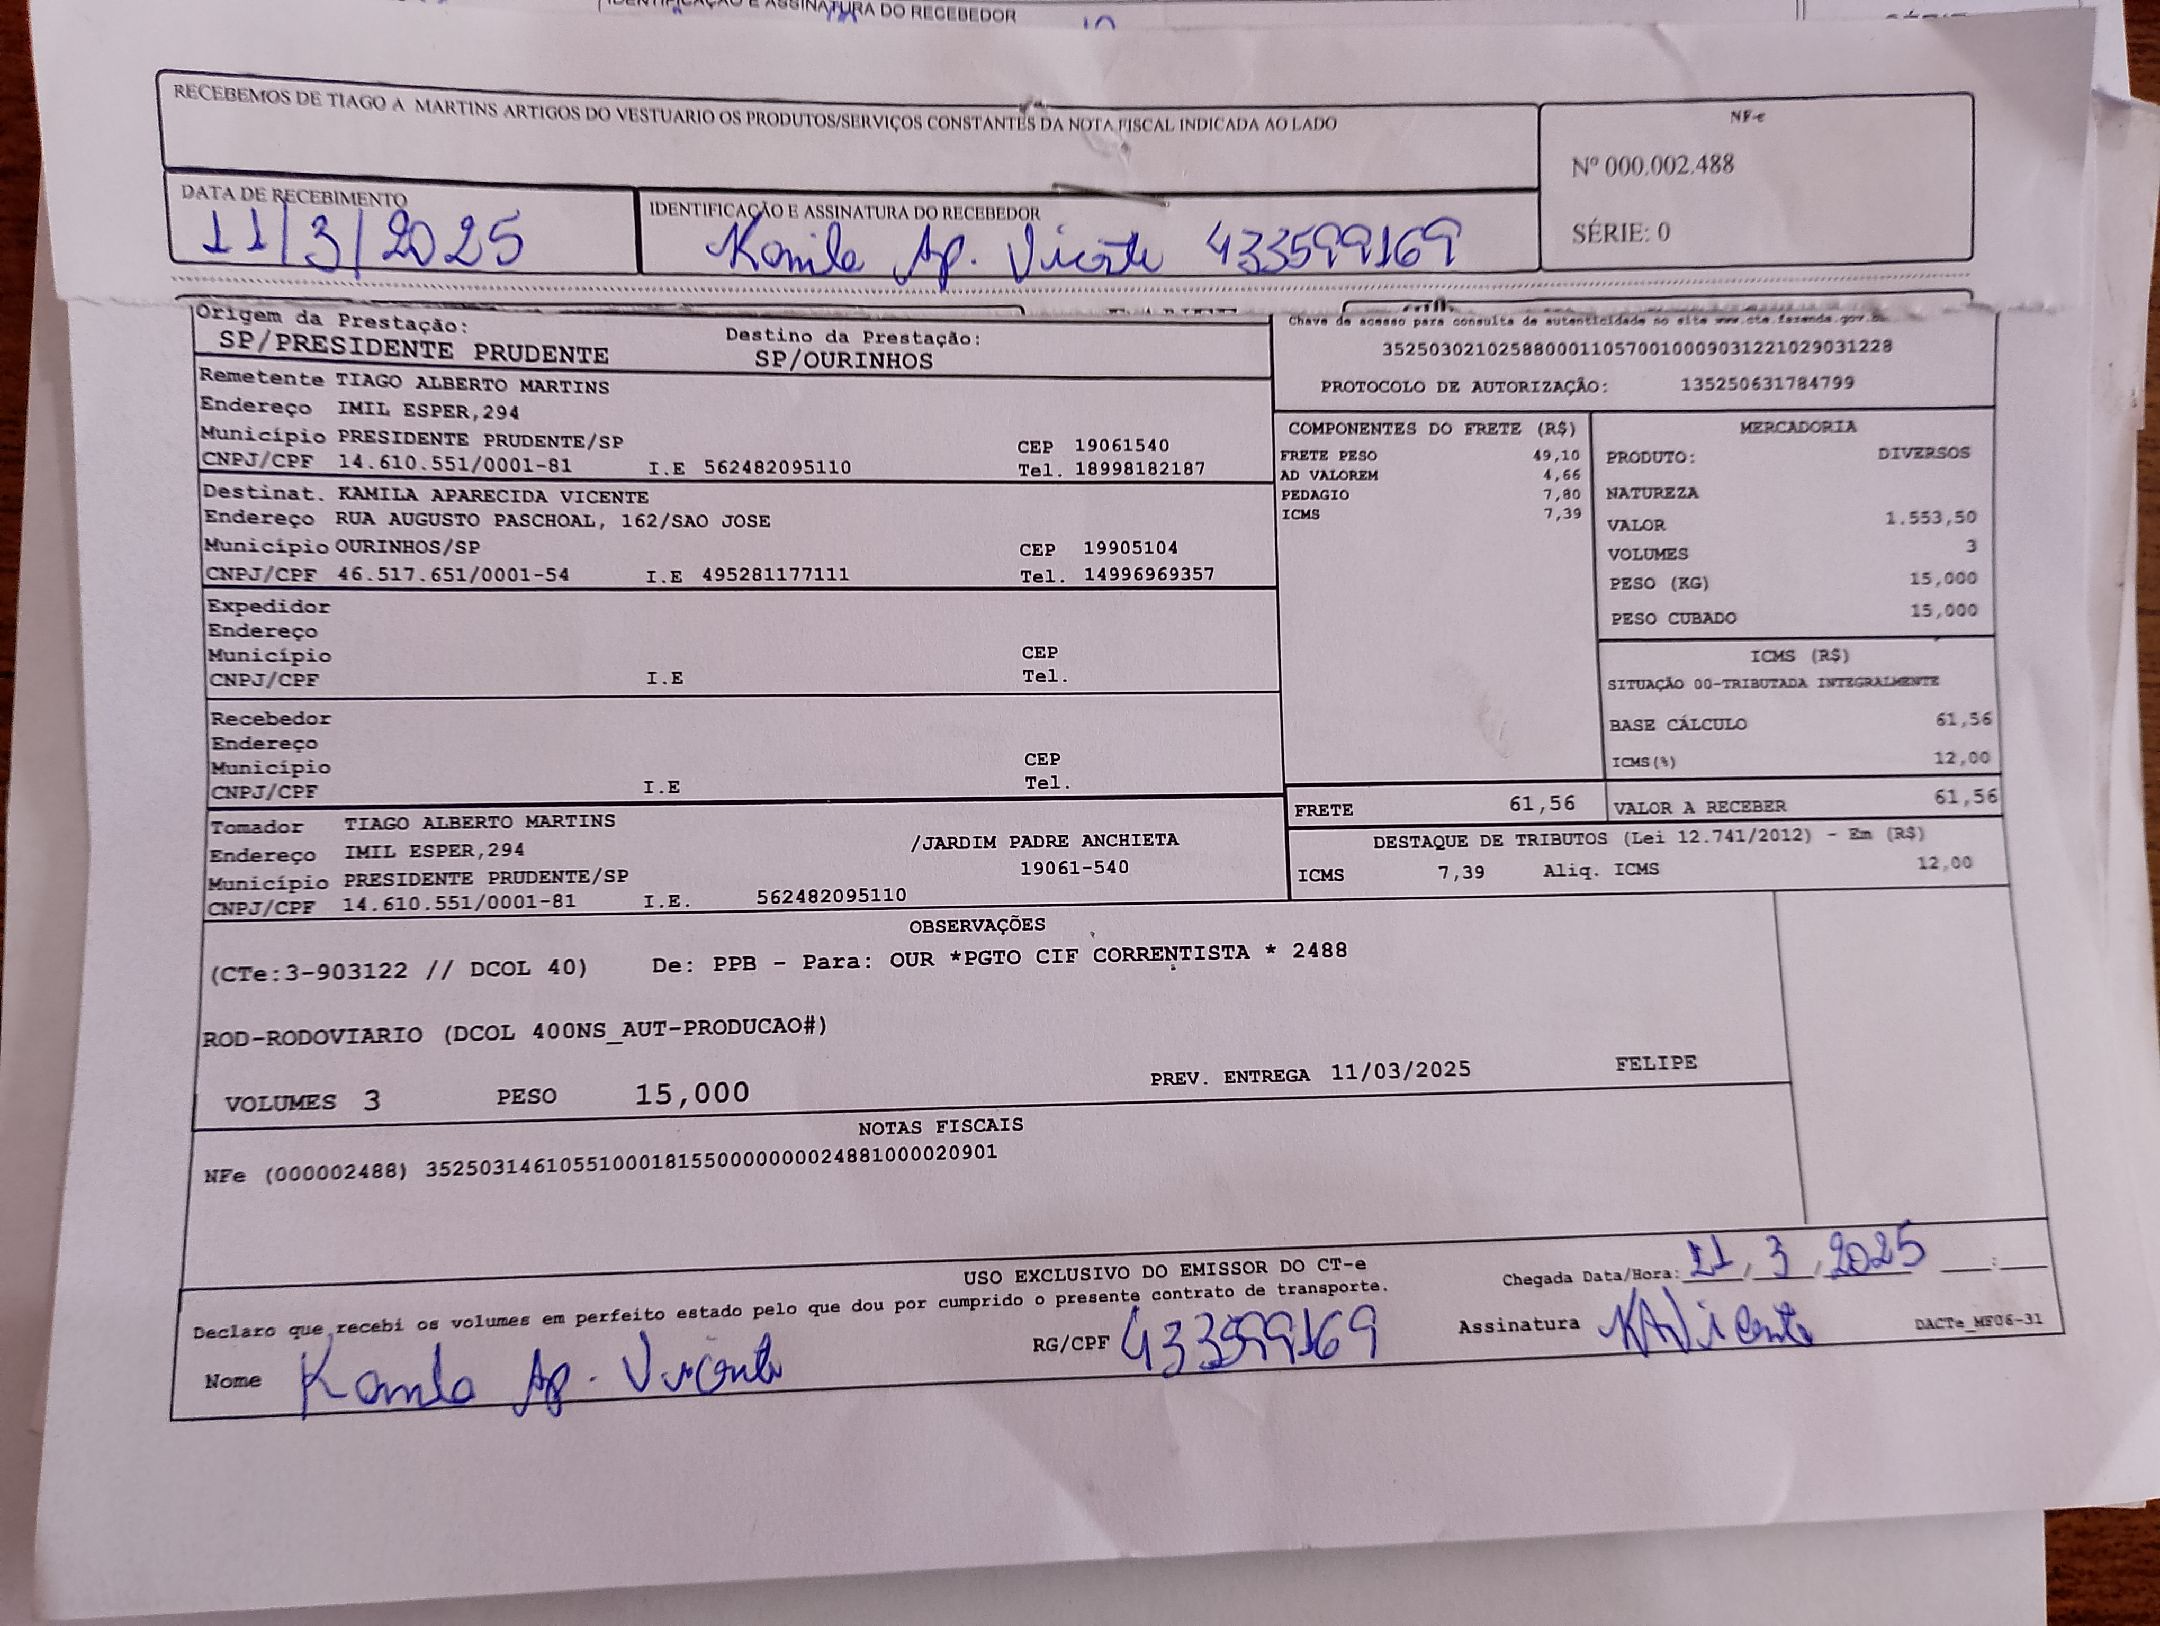 IDENTIFICAÇÃO E ASSINATURA DO RECEBEDOR
RECEBEMOS DE TIAGO A MARTINS ARTIGOS DO VESTUARIO OS PRODUTOS/SERVIÇOS CONSTANTES DA NOTA FISCAL INDICADA AO LADO
NF-e
Nº 000.002.488
SÉRIE: 0
DATA DE RECEBIMENTO
11/3/2025
IDENTIFICAÇÃO E ASSINATURA DO RECEBEDOR
Kamila Ap. Vicente 433599169
Origem da Prestação:
SP/PRESIDENTE PRUDENTE
Destino da Prestação:
SP/OURINHOS
Chave de acesso para consulta de autenticidade no site www.cte.fazenda.gov.b
35250302102588000110570010009031221029031228
PROTOCOLO DE AUTORIZAÇÃO: 135250631784799
Remetente TIAGO ALBERTO MARTINS
Endereço IMIL ESPER,294
Município PRESIDENTE PRUDENTE/SP CEP 19061540
CNPJ/CPF 14.610.551/0001-81 I.E 562482095110 Tel. 18998182187
Destinat. KAMILA APARECIDA VICENTE
Endereço RUA AUGUSTO PASCHOAL, 162/SAO JOSE
Município OURINHOS/SP CEP 19905104
CNPJ/CPF 46.517.651/0001-54 I.E 495281177111 Tel. 14996969357
Expedidor
Endereço
Município CEP
CNPJ/CPF I.E Tel.
Recebedor
Endereço
Município CEP
CNPJ/CPF I.E Tel.
Tomador TIAGO ALBERTO MARTINS
Endereço IMIL ESPER,294 /JARDIM PADRE ANCHIETA
Município PRESIDENTE PRUDENTE/SP 19061-540
CNPJ/CPF 14.610.551/0001-81 I.E. 562482095110
COMPONENTES DO FRETE (R$)
FRETE PESO 49,10
AD VALOREM 4,66
PEDAGIO 7,80
ICMS 7,39
MERCADORIA
PRODUTO: DIVERSOS
NATUREZA
VALOR 1.553,50
VOLUMES 3
PESO (KG) 15,000
PESO CUBADO 15,000
ICMS (R$)
SITUAÇÃO 00-TRIBUTADA INTEGRALMENTE
BASE CÁLCULO 61,56
ICMS(%) 12,00
FRETE 61,56 VALOR A RECEBER 61,56
DESTAQUE DE TRIBUTOS (Lei 12.741/2012) - Em (R$)
ICMS 7,39 Aliq. ICMS 12,00
OBSERVAÇÕES
(CTe:3-903122 // DCOL 40) De: PPB - Para: OUR *PGTO CIF CORRENTISTA * 2488
ROD-RODOVIARIO (DCOL 400NS_AUT-PRODUCAO#)
VOLUMES 3 PESO 15,000 PREV. ENTREGA 11/03/2025 FELIPE
NOTAS FISCAIS
NFe (000002488) 35250314610551000181550000000024881000020901
USO EXCLUSIVO DO EMISSOR DO CT-e
Declaro que recebi os volumes em perfeito estado pelo que dou por cumprido o presente contrato de transporte.
Chegada Data/Hora: 11, 3, 2025 :
Nome Kamila Ap. Vicente RG/CPF 433599169 Assinatura KAVicente DACTe_MF06-31